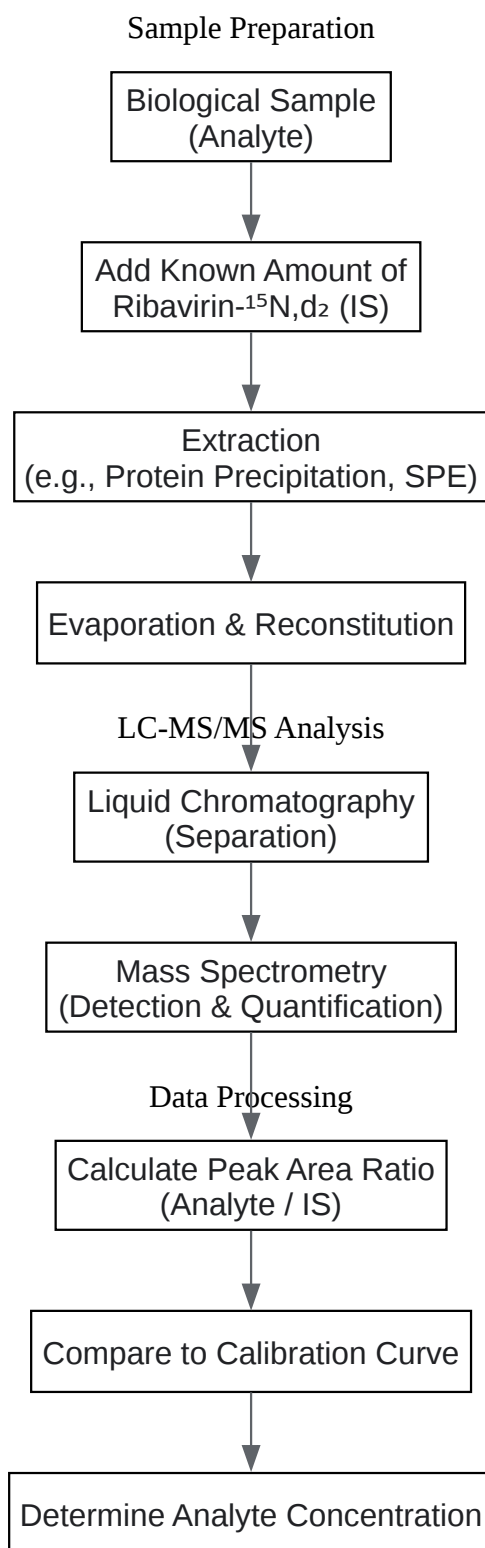 Sample Preparation
Biological Sample
(Analyte)
Add Known Amount of
Ribavirin-¹⁵N,d₂ (IS)
Extraction
(e.g., Protein Precipitation, SPE)
Evaporation & Reconstitution
LC-MS/MS Analysis
Liquid Chromatography
(Separation)
Mass Spectrometry
(Detection & Quantification)
Data Processing
Calculate Peak Area Ratio
(Analyte / IS)
Compare to Calibration Curve
Determine Analyte Concentration